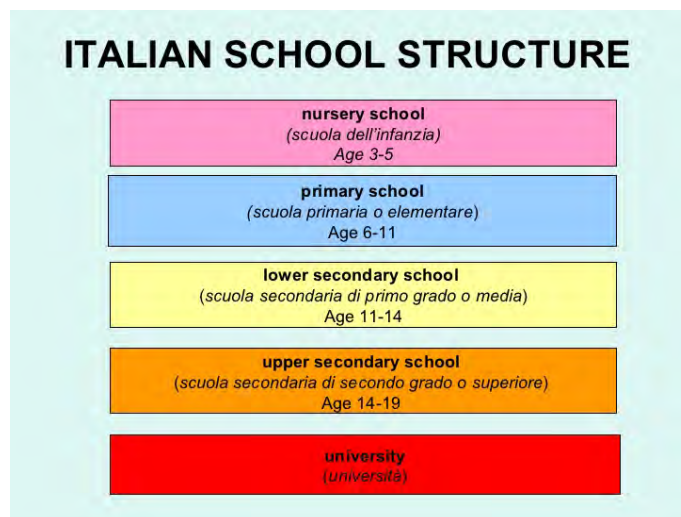 ITALIAN SCHOOL STRUCTURE
nursery school
(scuola dell'infanzia)
Age 3-5
primary school
(scuola primaria o elementare)
Age 6-11
lower secondary school
(scuola secondaria di primo grado o media)
Age 11-14
upper secondary school
(scuola secondaria di secondo grado o superiore)
Age 14-19
university
(università)